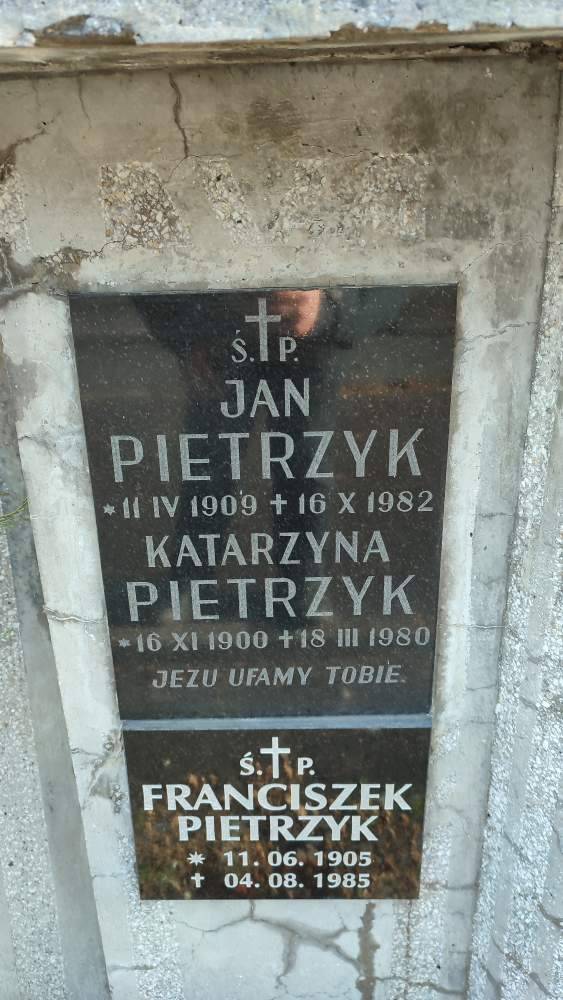 Ś. P.
JAN
PIETRZYK
* 11 IV 1909 ✝ 16 X 1982
KATARZYNA
PIETRZYK
* 16 XI 1900 ✝ 18 III 1980
JEZU UFAMY TOBIE.
Ś. P.
FRANCISZEK
PIETRZYK
* 11. 06. 1905
✝ 04. 08. 1985